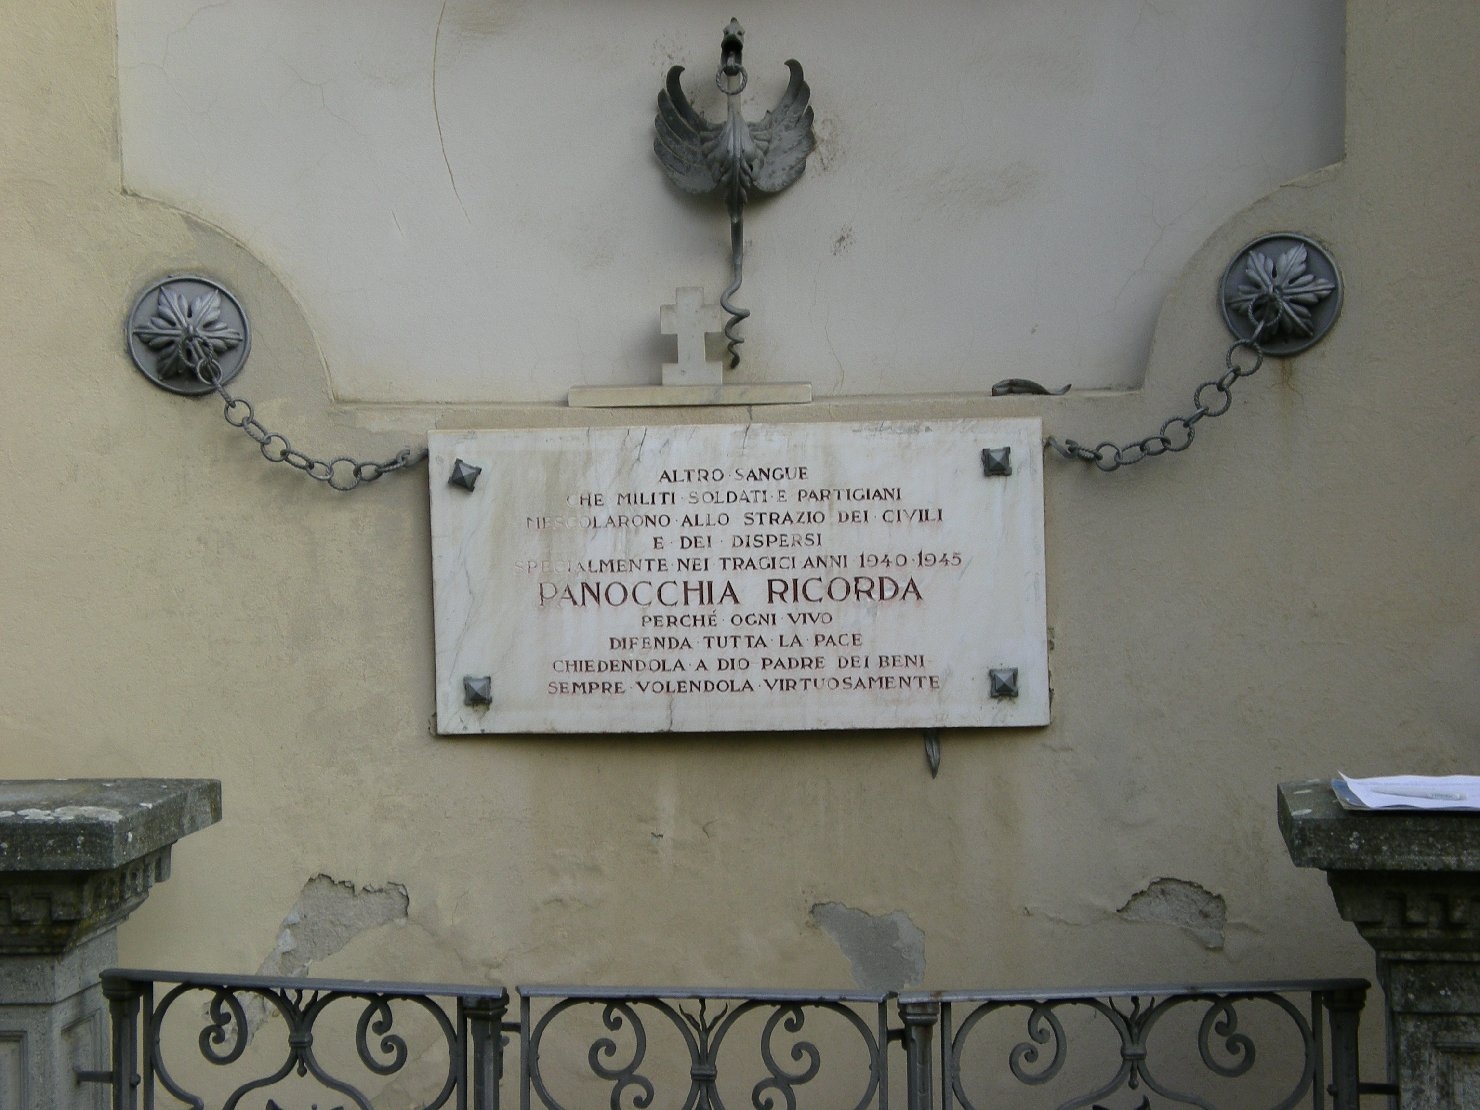 ALTRO·SANGUE
CHE·MILITI·SOLDATI·E·PARTIGIANI
MESCOLARONO·ALLO·STRAZIO·DEI·CIVILI
E·DEI·DISPERSI
SPECIALMENTE·NEI·TRAGICI·ANNI·1940·1945
PANOCCHIA RICORDA
PERCHÉ·OGNI·VIVO
DIFENDA·TUTTA·LA·PACE
CHIEDENDOLA·A·DIO·PADRE·DEI·BENI
SEMPRE·VOLENDOLA·VIRTUOSAMENTE